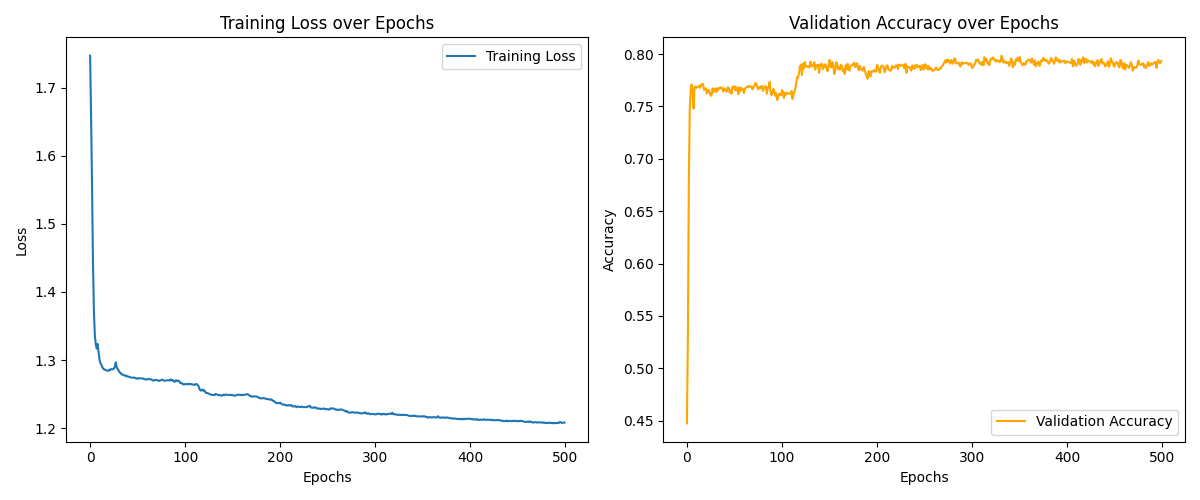 Training Loss over Epochs
Training Loss
1.7
1.6
1.5
1.4
1.3
1.2
Loss
0 100 200 300 400 500
Epochs
Validation Accuracy over Epochs
0.80
0.75
0.70
0.65
0.60
0.55
0.50
0.45
Accuracy
Validation Accuracy
0 100 200 300 400 500
Epochs